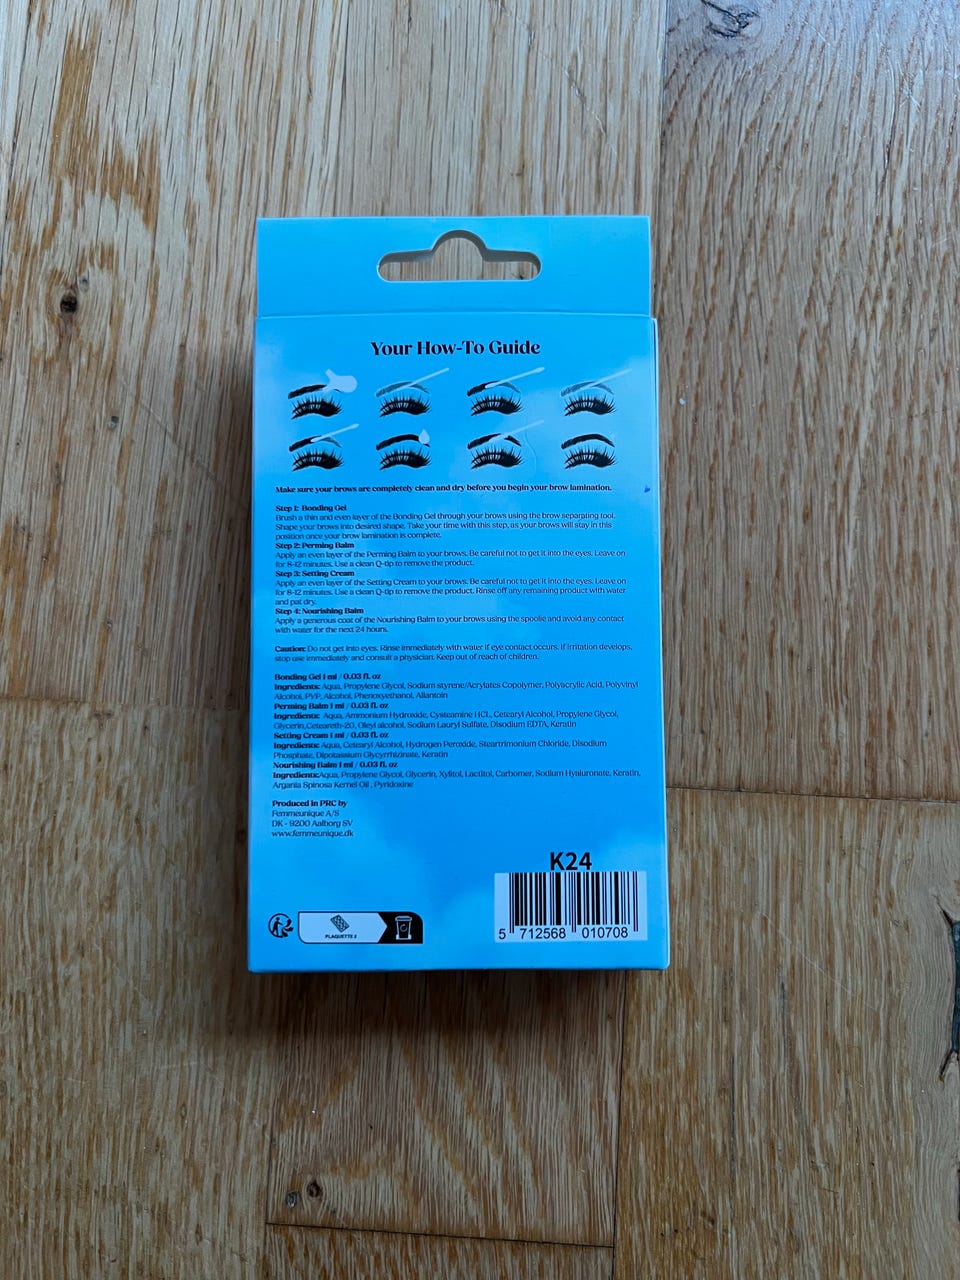 Your How-To Guide
Make sure your brows are completely clean and dry before you begin your brow lamination.
Step 1: Bonding Gel
Brush a thin and even layer of the Bonding Gel through your brows using the brow separating tool.
Shape your brows into desired shape. Take your time with this step, as your brows will stay in this
position once your brow lamination is complete.
Step 2: Perming Balm
Apply an even layer of the Perming Balm to your brows. Be careful not to get it into the eyes. Leave on
for 8-12 minutes. Use a clean Q-tip to remove the product.
Step 3: Setting Cream
Apply an even layer of the Setting Cream to your brows. Be careful not to get it into the eyes. Leave on
for 8-12 minutes. Use a clean Q-tip to remove the product. Rinse off any remaining product with water
and pat dry.
Step 4: Nourishing Balm
Apply a generous coat of the Nourishing Balm to your brows using the spoolie and avoid any contact
with water for the next 24 hours.
Caution: Do not get into eyes. Rinse immediately with water if eye contact occurs. If irritation develops,
stop use immediately and consult a physician. Keep out of reach of children.
Bonding Gel 1 ml / 0.03 fl. oz
Ingredients: Aqua, Propylene Glycol, Sodium styrene/Acrylates Copolymer, Polyacrylic Acid, Polyvinyl
Alcohol, PVP, Alcohol, Phenoxyethanol, Allantoin
Perming Balm 1 ml / 0.03 fl. oz
Ingredients: Aqua, Ammonium Hydroxide, Cysteamine HCL, Cetearyl Alcohol, Propylene Glycol,
Glycerin,Ceteareth-20, Oleyl alcohol, Sodium Lauryl Sulfate, Disodium EDTA, Keratin
Setting Cream 1 ml / 0.03 fl. oz
Ingredients: Aqua, Cetearyl Alcohol, Hydrogen Peroxide, Steartrimonium Chloride, Disodium
Phosphate, Dipotassium Glycyrrhizinate, Keratin
Nourishing Balm 1 ml / 0.03 fl. oz
Ingredients:Aqua, Propylene Glycol, Glycerin, Xylitol, Lactitol, Carbomer, Sodium Hyaluronate, Keratin,
Argania Spinosa Kernel Oil , Pyridoxine
Produced in PRC by
Femmeunique A/S
DK - 9200 Aalborg SV
www.femmeunique.dk
K24
PLAQUETTE 2
5 712568 010708